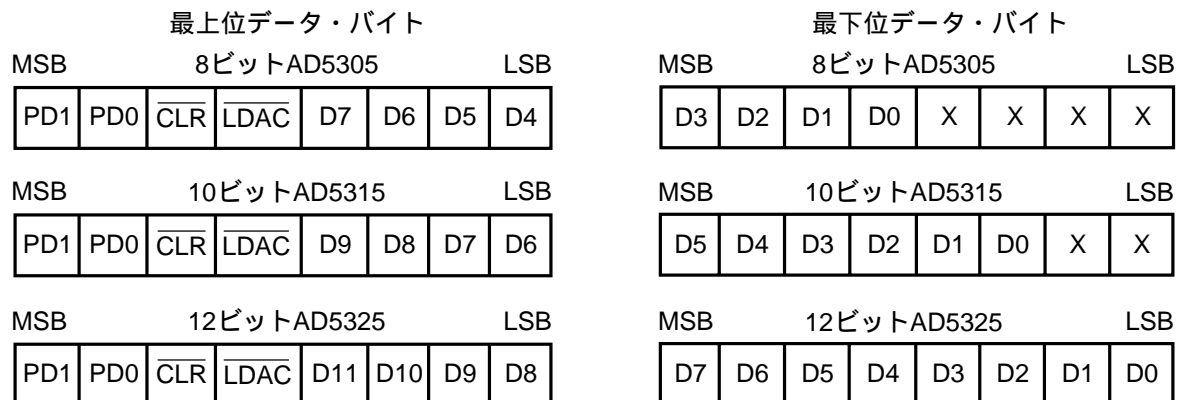 最上位データ・バイト 最下位データ・バイト
MSB 8ビットAD5305 LSB MSB 8ビットAD5305 LSB
PD1 PD0 CLR LDAC D7 D6 D5 D4 D3 D2 D1 D0 X X X X
MSB 10ビットAD5315 LSB MSB 10ビットAD5315 LSB
PD1 PD0 CLR LDAC D9 D8 D7 D6 D5 D4 D3 D2 D1 D0 X X
MSB 12ビットAD5325 LSB MSB 12ビットAD5325 LSB
PD1 PD0 CLR LDAC D11 D10 D9 D8 D7 D6 D5 D4 D3 D2 D1 D0